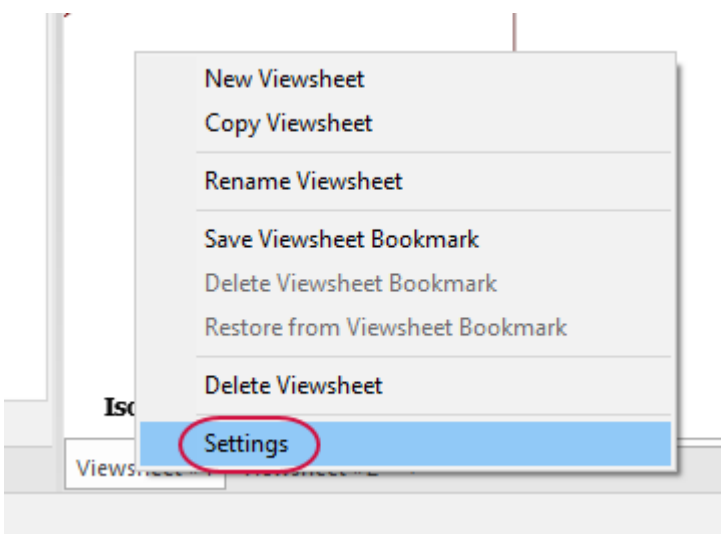 New Viewsheet
Copy Viewsheet
Rename Viewsheet
Save Viewsheet Bookmark
Delete Viewsheet Bookmark
Restore from Viewsheet Bookmark
Delete Viewsheet
Settings